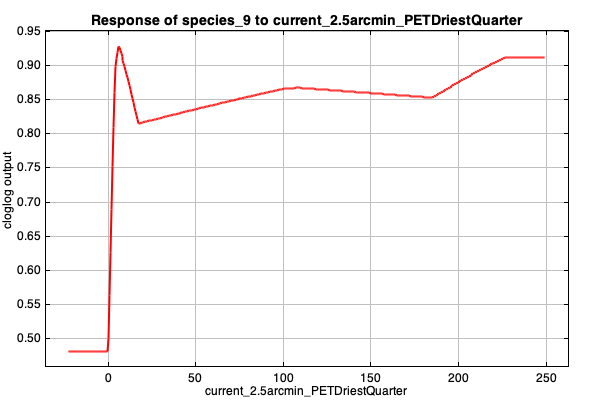 Response of species_9 to current_2.5arcmin_PETDriestQuarter
0.95
0.90
0.85
0.80
0.75
0.70
0.65
0.60
0.55
0.50
cloglog output
0 50 100 150 200 250
current_2.5arcmin_PETDriestQuarter